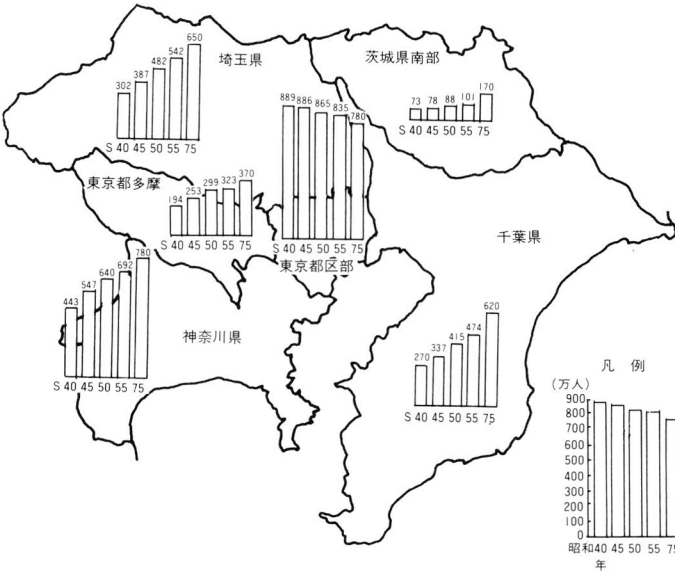 埼玉県
302 387 482 542 650
S 40 45 50 55 75
茨城県南部
73 78 88 101 170
S 40 45 50 55 75
889 886 865 835 780
S 40 45 50 55 75
東京都区部
東京都多摩
194 253 299 323 370
S 40 45 50 55 75
千葉県
270 337 415 474 620
S 40 45 50 55 75
神奈川県
443 547 640 692 780
S 40 45 50 55 75
凡 例
(万人)
900
800
700
600
500
400
300
200
100
0
昭和40 45 50 55 75
年